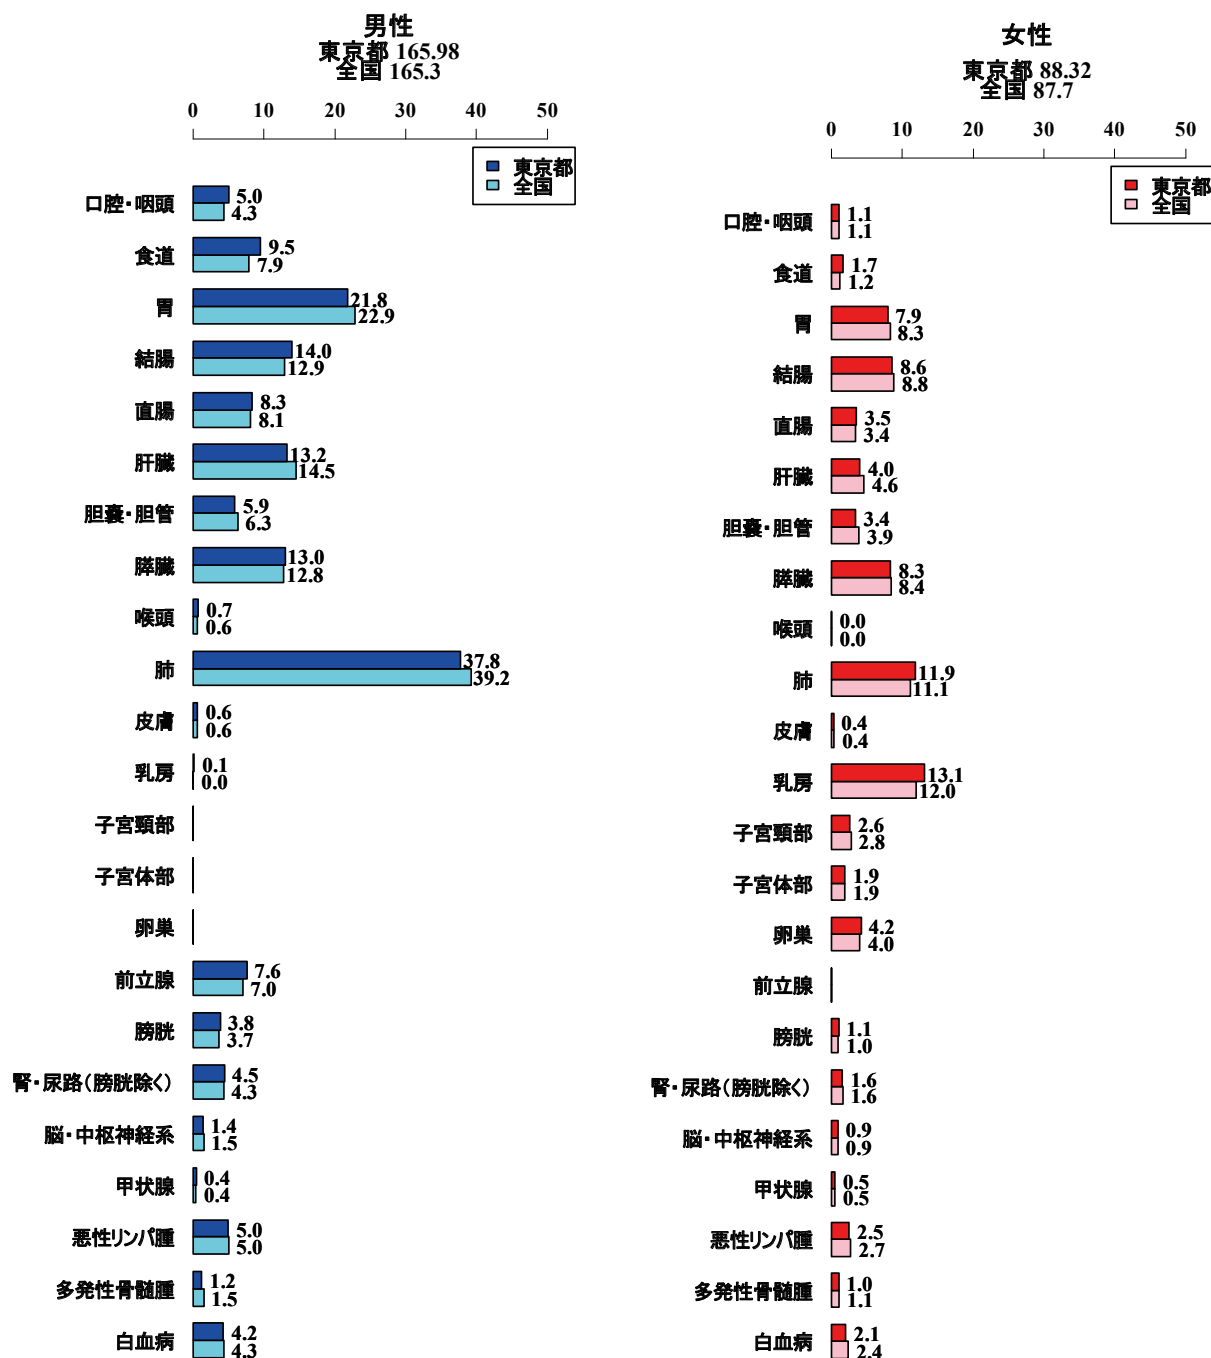 男性
東京都 165.98
全国 165.3
0 10 20 30 40 50
東京都
全国
口腔・咽頭 5.0
4.3
食道 9.5
7.9
胃 21.8
22.9
結腸 14.0
12.9
直腸 8.3
8.1
肝臓 13.2
14.5
胆嚢・胆管 5.9
6.3
膵臓 13.0
12.8
喉頭 0.7
0.6
肺 37.8
39.2
皮膚 0.6
0.6
乳房 0.1
0.0
子宮頸部
子宮体部
卵巣
前立腺 7.6
7.0
膀胱 3.8
3.7
腎・尿路(膀胱除く) 4.5
4.3
脳・中枢神経系 1.4
1.5
甲状腺 0.4
0.4
悪性リンパ腫 5.0
5.0
多発性骨髄腫 1.2
1.5
白血病 4.2
4.3
女性
東京都 88.32
全国 87.7
0 10 20 30 40 50
東京都
全国
口腔・咽頭 1.1
1.1
食道 1.7
1.2
胃 7.9
8.3
結腸 8.6
8.8
直腸 3.5
3.4
肝臓 4.0
4.6
胆嚢・胆管 3.4
3.9
膵臓 8.3
8.4
喉頭 0.0
0.0
肺 11.9
11.1
皮膚 0.4
0.4
乳房 13.1
12.0
子宮頸部 2.6
2.8
子宮体部 1.9
1.9
卵巣 4.2
4.0
前立腺
膀胱 1.1
1.0
腎・尿路(膀胱除く) 1.6
1.6
脳・中枢神経系 0.9
0.9
甲状腺 0.5
0.5
悪性リンパ腫 2.5
2.7
多発性骨髄腫 1.0
1.1
白血病 2.1
2.4